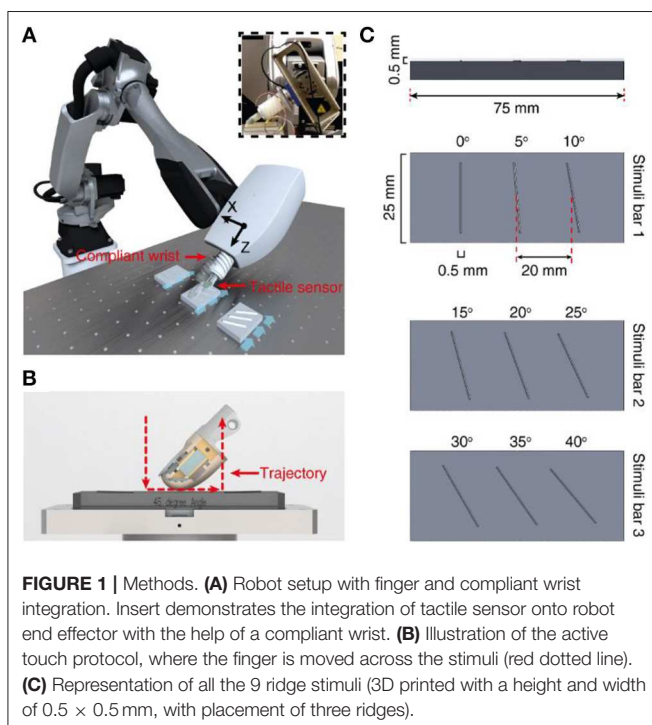 A
X
Z
Compliant wrist
Tactile sensor
B
Trajectory
45 degree Angle
C
0.5 mm
75 mm
0° 5° 10°
25 mm
0.5 mm
20 mm
Stimuli bar 1
15° 20° 25°
Stimuli bar 2
30° 35° 40°
Stimuli bar 3
FIGURE 1 | Methods. (A) Robot setup with finger and compliant wrist
integration. Insert demonstrates the integration of tactile sensor onto robot
end effector with the help of a compliant wrist. (B) Illustration of the active
touch protocol, where the finger is moved across the stimuli (red dotted line).
(C) Representation of all the 9 ridge stimuli (3D printed with a height and width
of 0.5 × 0.5 mm, with placement of three ridges).